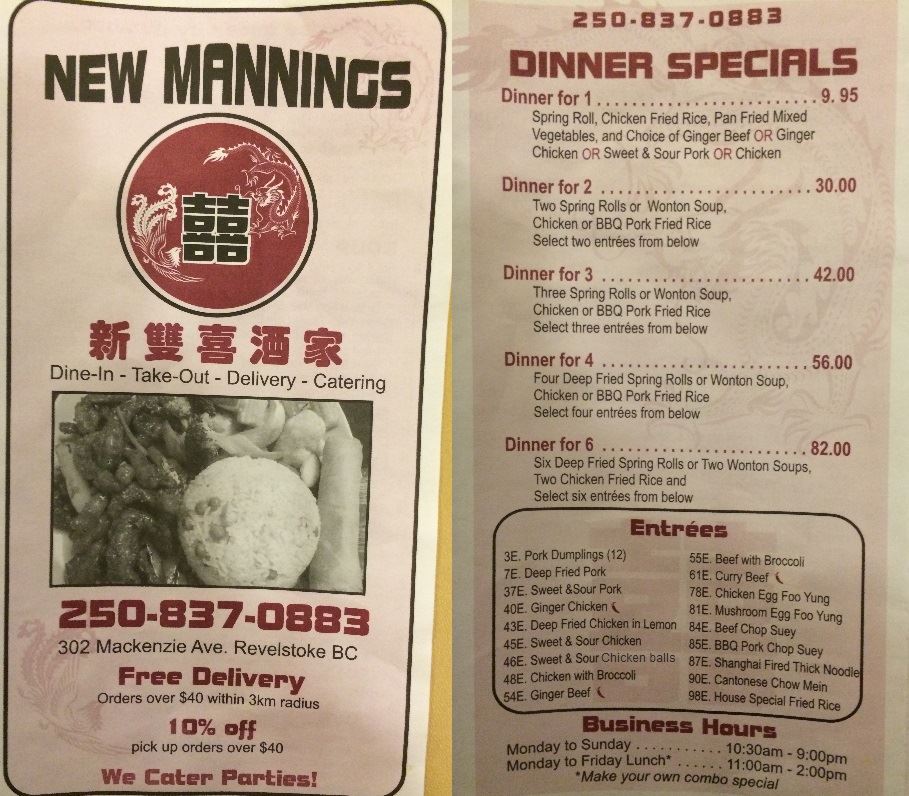 NEW MANNINGS
囍
新雙喜酒家
Dine-In - Take-Out - Delivery - Catering
250-837-0883
302 Mackenzie Ave. Revelstoke BC
Free Delivery
Orders over $40 within 3km radius
10% off
pick up orders over $40
We Cater Parties!
250-837-0883
DINNER SPECIALS
Dinner for 1 . . . . . . . . . . . . . . . . . . . . . . . . 9. 95
Spring Roll, Chicken Fried Rice, Pan Fried Mixed
Vegetables, and Choice of Ginger Beef OR Ginger
Chicken OR Sweet & Sour Pork OR Chicken
Dinner for 2 . . . . . . . . . . . . . . . . . . . . . . . . 30.00
Two Spring Rolls or Wonton Soup,
Chicken or BBQ Pork Fried Rice
Select two entrées from below
Dinner for 3 . . . . . . . . . . . . . . . . . . . . . . . . 42.00
Three Spring Rolls or Wonton Soup,
Chicken or BBQ Pork Fried Rice
Select three entrées from below
Dinner for 4 . . . . . . . . . . . . . . . . . . . . . . . . 56.00
Four Deep Fried Spring Rolls or Wonton Soup,
Chicken or BBQ Pork Fried Rice
Select four entrées from below
Dinner for 6 . . . . . . . . . . . . . . . . . . . . . . . . 82.00
Six Deep Fried Spring Rolls or Two Wonton Soups,
Two Chicken Fried Rice and
Select six entrées from below
Entrées
3E. Pork Dumplings (12)
7E. Deep Fried Pork
37E. Sweet &Sour Pork
40E. Ginger Chicken
43E. Deep Fried Chicken in Lemon
45E. Sweet & Sour Chicken
46E. Sweet & Sour Chicken balls
48E. Chicken with Broccoli
54E. Ginger Beef
55E. Beef with Broccoli
61E. Curry Beef
78E. Chicken Egg Foo Yung
81E. Mushroom Egg Foo Yung
84E. Beef Chop Suey
85E. BBQ Pork Chop Suey
87E. Shanghai Fired Thick Noodle
90E. Cantonese Chow Mein
98E. House Special Fried Rice
Business Hours
Monday to Sunday . . . . . . . . . . . 10:30am - 9:00pm
Monday to Friday Lunch* . . . . . . 11:00am - 2:00pm
*Make your own combo special